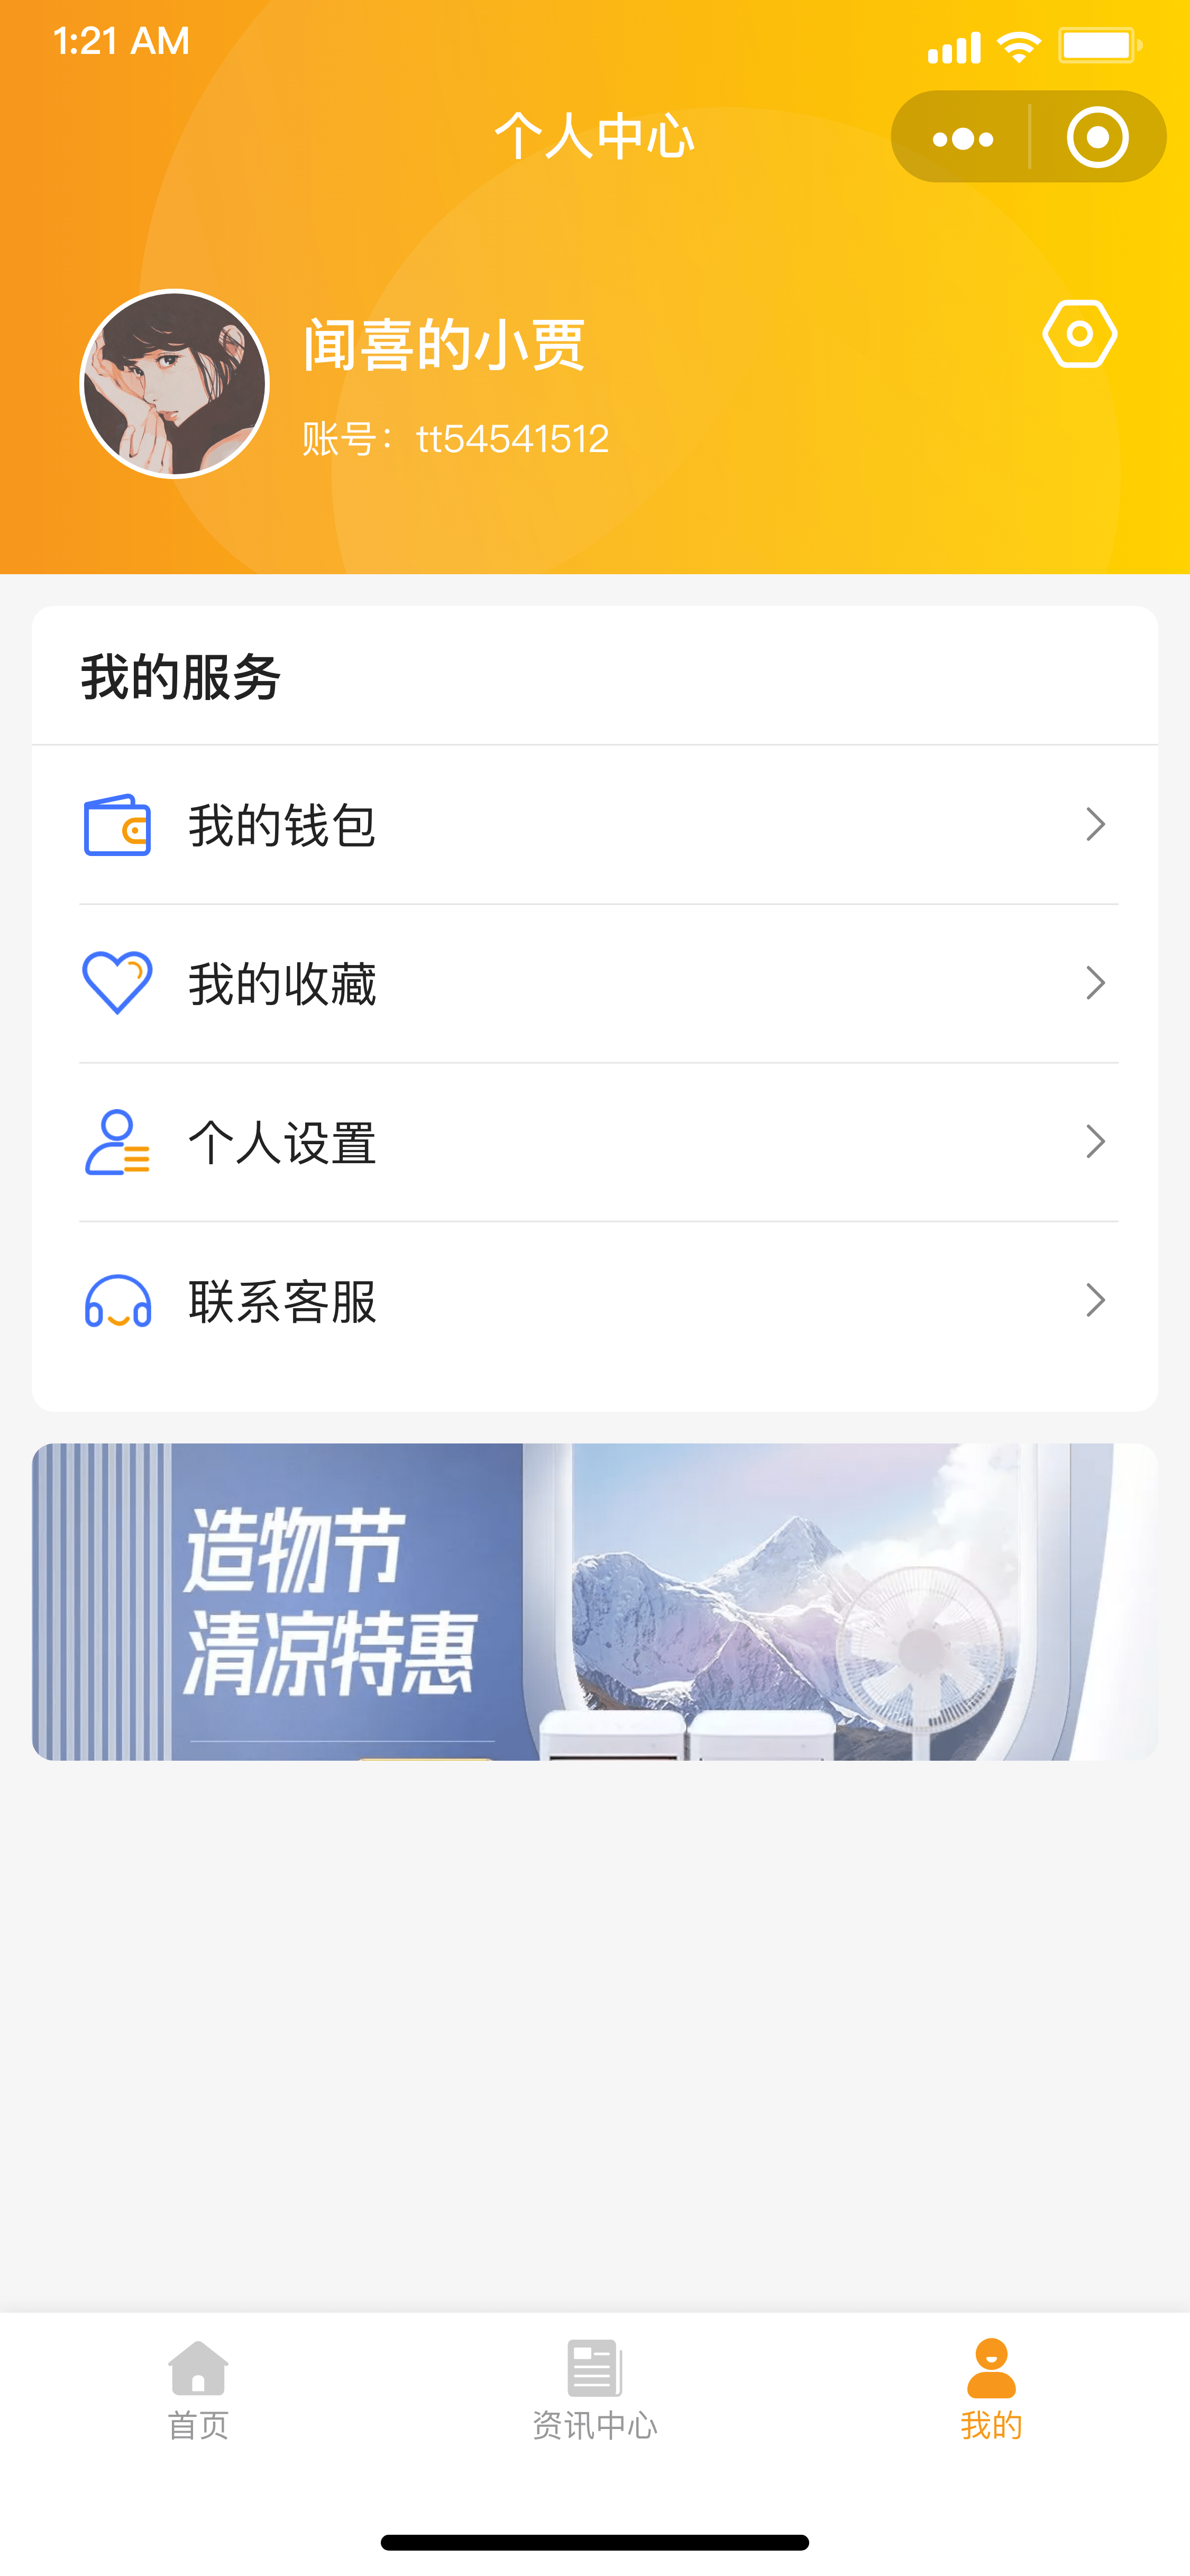 1:21 AM
个人中心
闻喜的小贾
账号：tt54541512
我的服务
我的钱包
我的收藏
个人设置
联系客服
造物节
清凉特惠
首页
资讯中心
我的